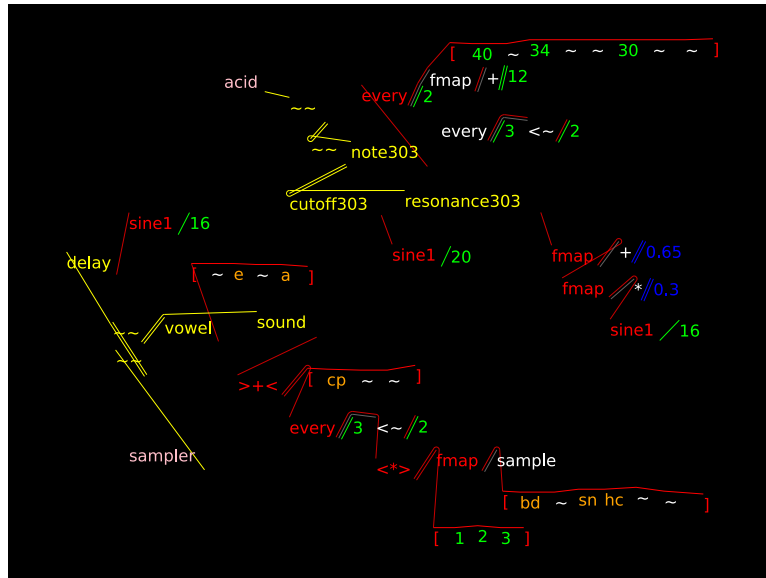 [ 40 ~ 34 ~ ~ 30 ~ ~ ]
acid
every 2 fmap + 12
~~
every 3 <~ 2
~~ note303
cutoff303 resonance303
sine1 16
sine1 20
fmap + 0.65
delay
[ ~ e ~ a ]
fmap * 0.3
~~ vowel sound
sine1 16
~~
>+< [ cp ~ ~ ]
every 3 <~ 2
sampler
<*> fmap sample
[ bd ~ sn hc ~ ~ ]
[ 1 2 3 ]